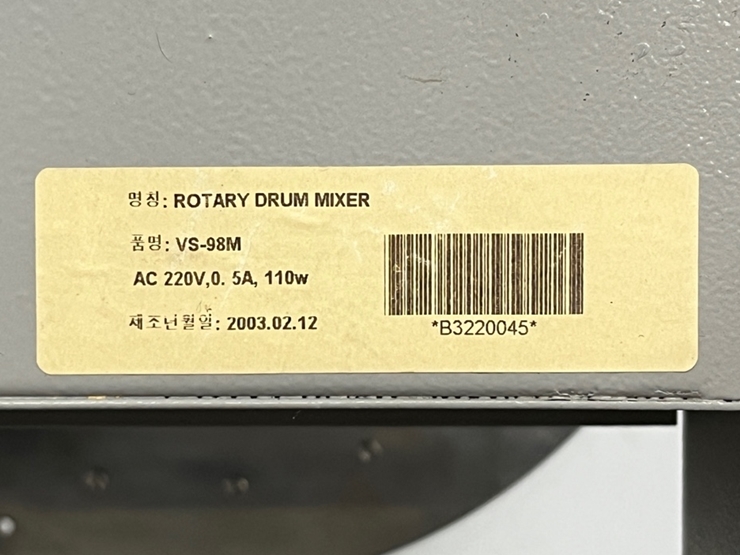 명칭: ROTARY DRUM MIXER
품명: VS-98M
AC 220V,0. 5A, 110w
제조년월일: 2003.02.12
*B3220045*